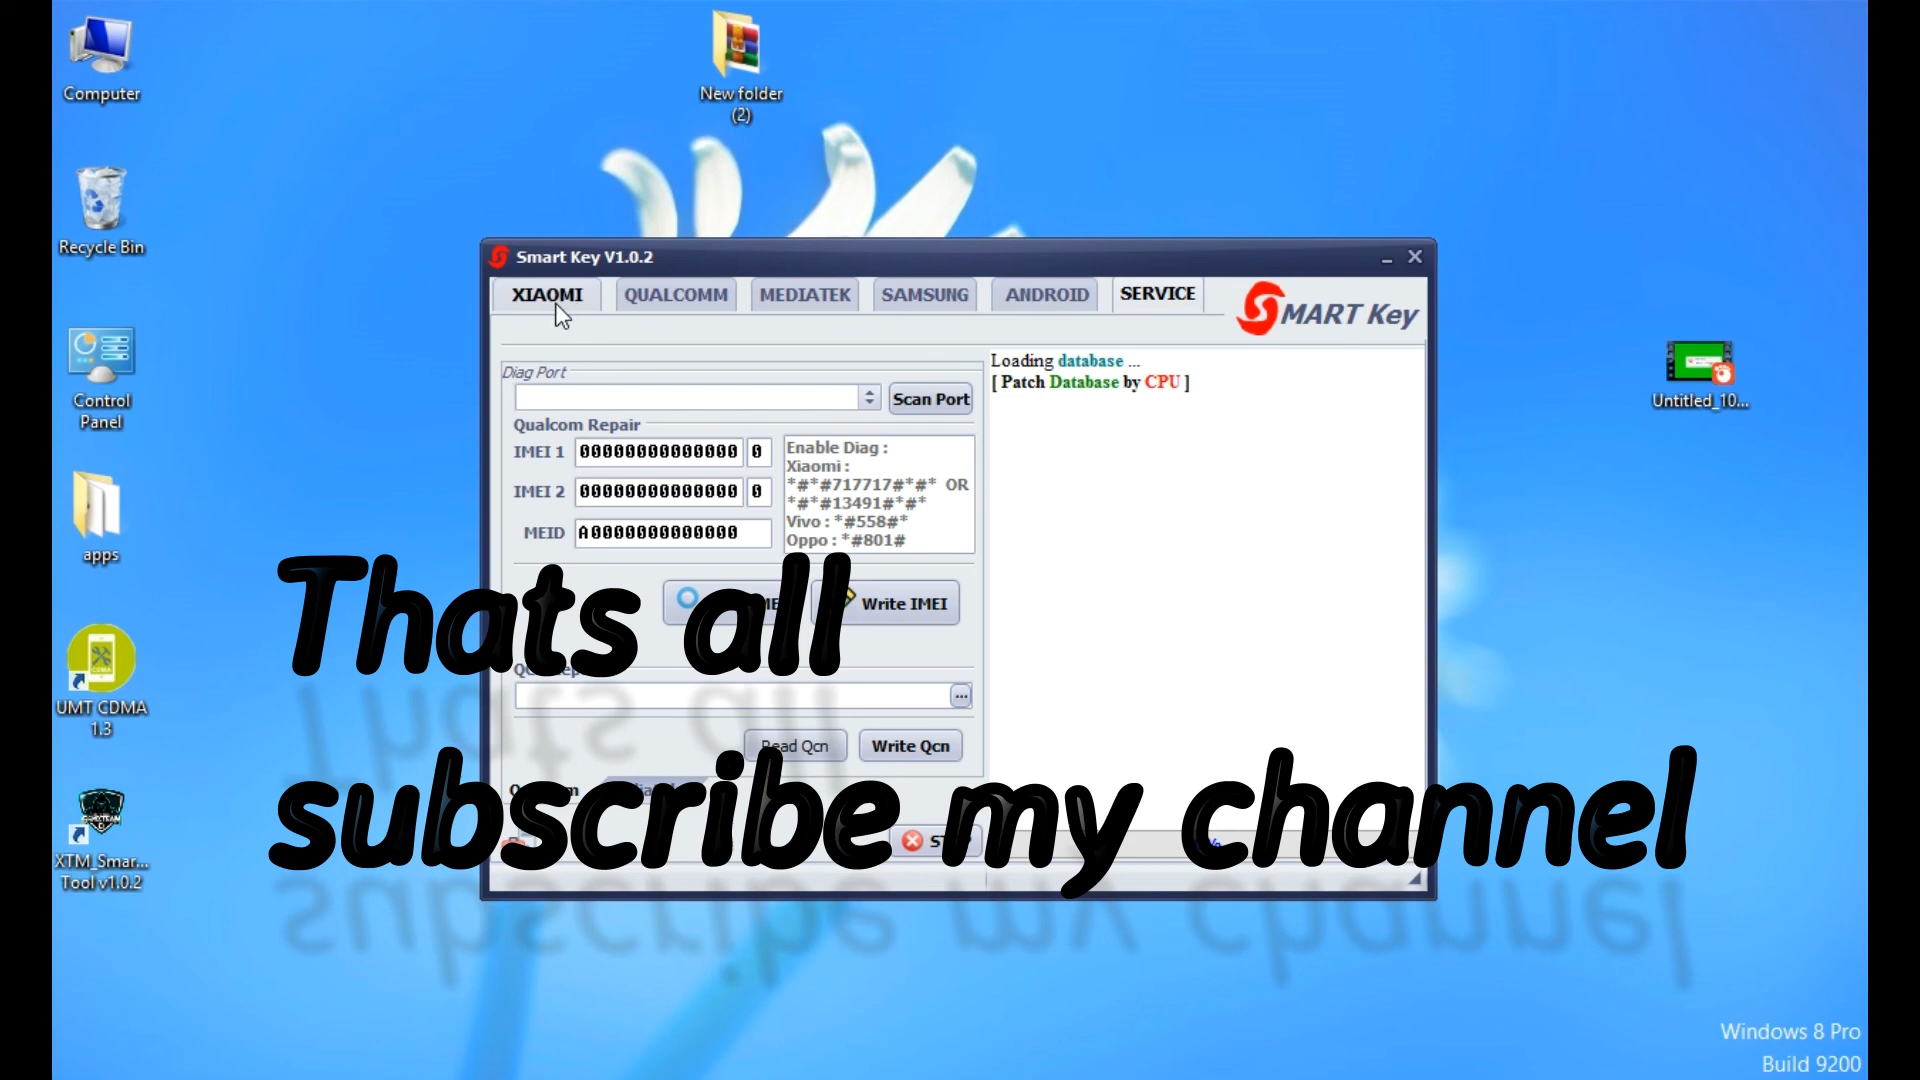 Computer
New folder
(2)
Recycle Bin
Control
Panel
apps
UMT CDMA
1.3
XTM_Smar...
Tool v1.0.2
Untitled_10...
Smart Key V1.0.2
XIAOMI
QUALCOMM
MEDIATEK
SAMSUNG
ANDROID
SERVICE
SMART Key
Diag Port
Scan Port
Qualcom Repair
IMEI 1 00000000000000 0
IMEI 2 00000000000000 0
MEID A0000000000000
Enable Diag :
Xiaomi :
*#*#717717#*#* OR
*#*#13491#*#*
Vivo : *#558#*
Oppo : *#801#
Write IMEI
...
Read Qcn
Write Qcn
Loading database ...
[ Patch Database by CPU ]
Thats all
subscribe my channel
Windows 8 Pro
Build 9200